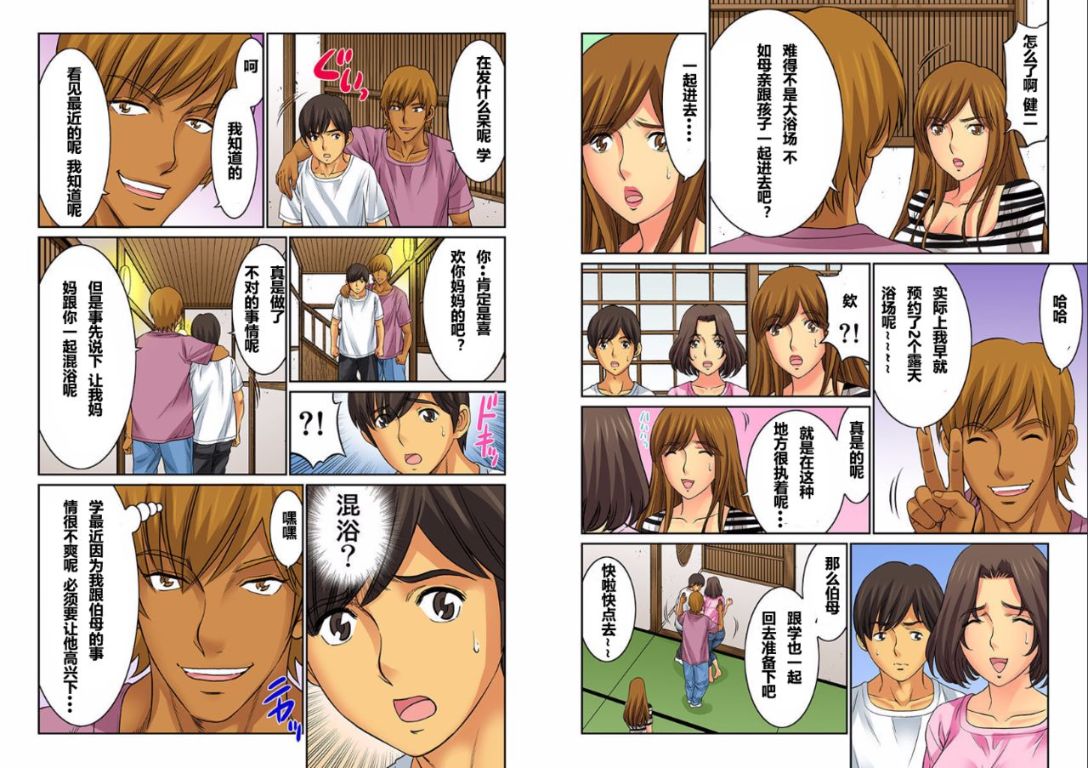 怎么了啊 健二
难得不是大浴场 不
如母亲跟孩子一起进去吧？
一起进去…
哈哈
实际上我早就
预约了2个露天
浴场呢~~~
欸
?!
真是的呢
就是在这种
地方很执着呢…
那么伯母
跟学也一起
回去准备下吧
快啦快点去~~
在发什么呆呢 学
ぐいっ
呵
我知道的
看见最近的呢 我知道呢
你…肯定是喜
欢你妈妈的吧？
真是做了
不对的事情呢
但是事先说下 让我妈
妈跟你一起混浴呢
?!
ドキッ
混浴？
嘿嘿
学最近因为我跟伯母的事
情很不爽呢 必须要让他高兴下…
ニカッ